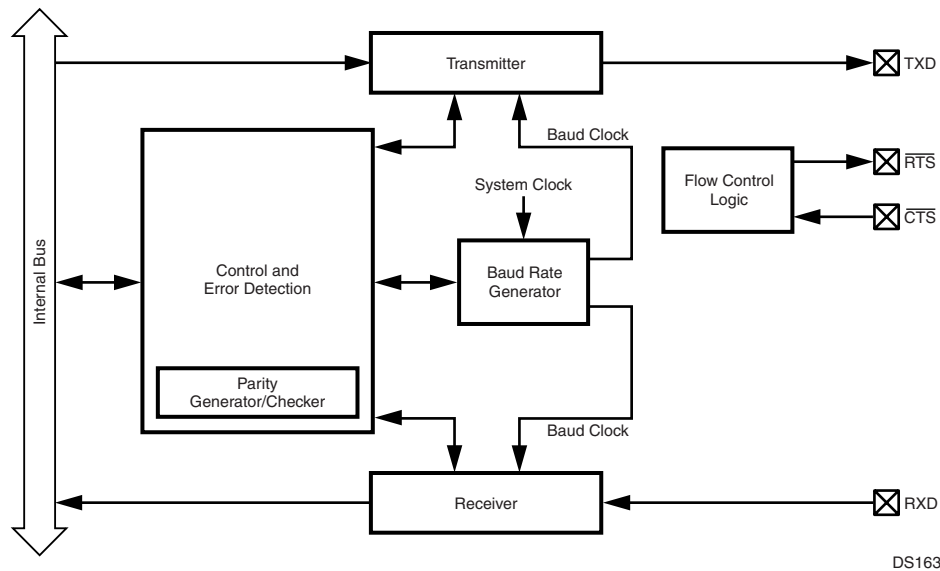 Transmitter
TXD
Baud Clock
RTS
System Clock
Flow Control
Logic
CTS
Internal Bus
Control and
Error Detection
Baud Rate
Generator
Parity
Generator/Checker
Baud Clock
Receiver
RXD
DS163